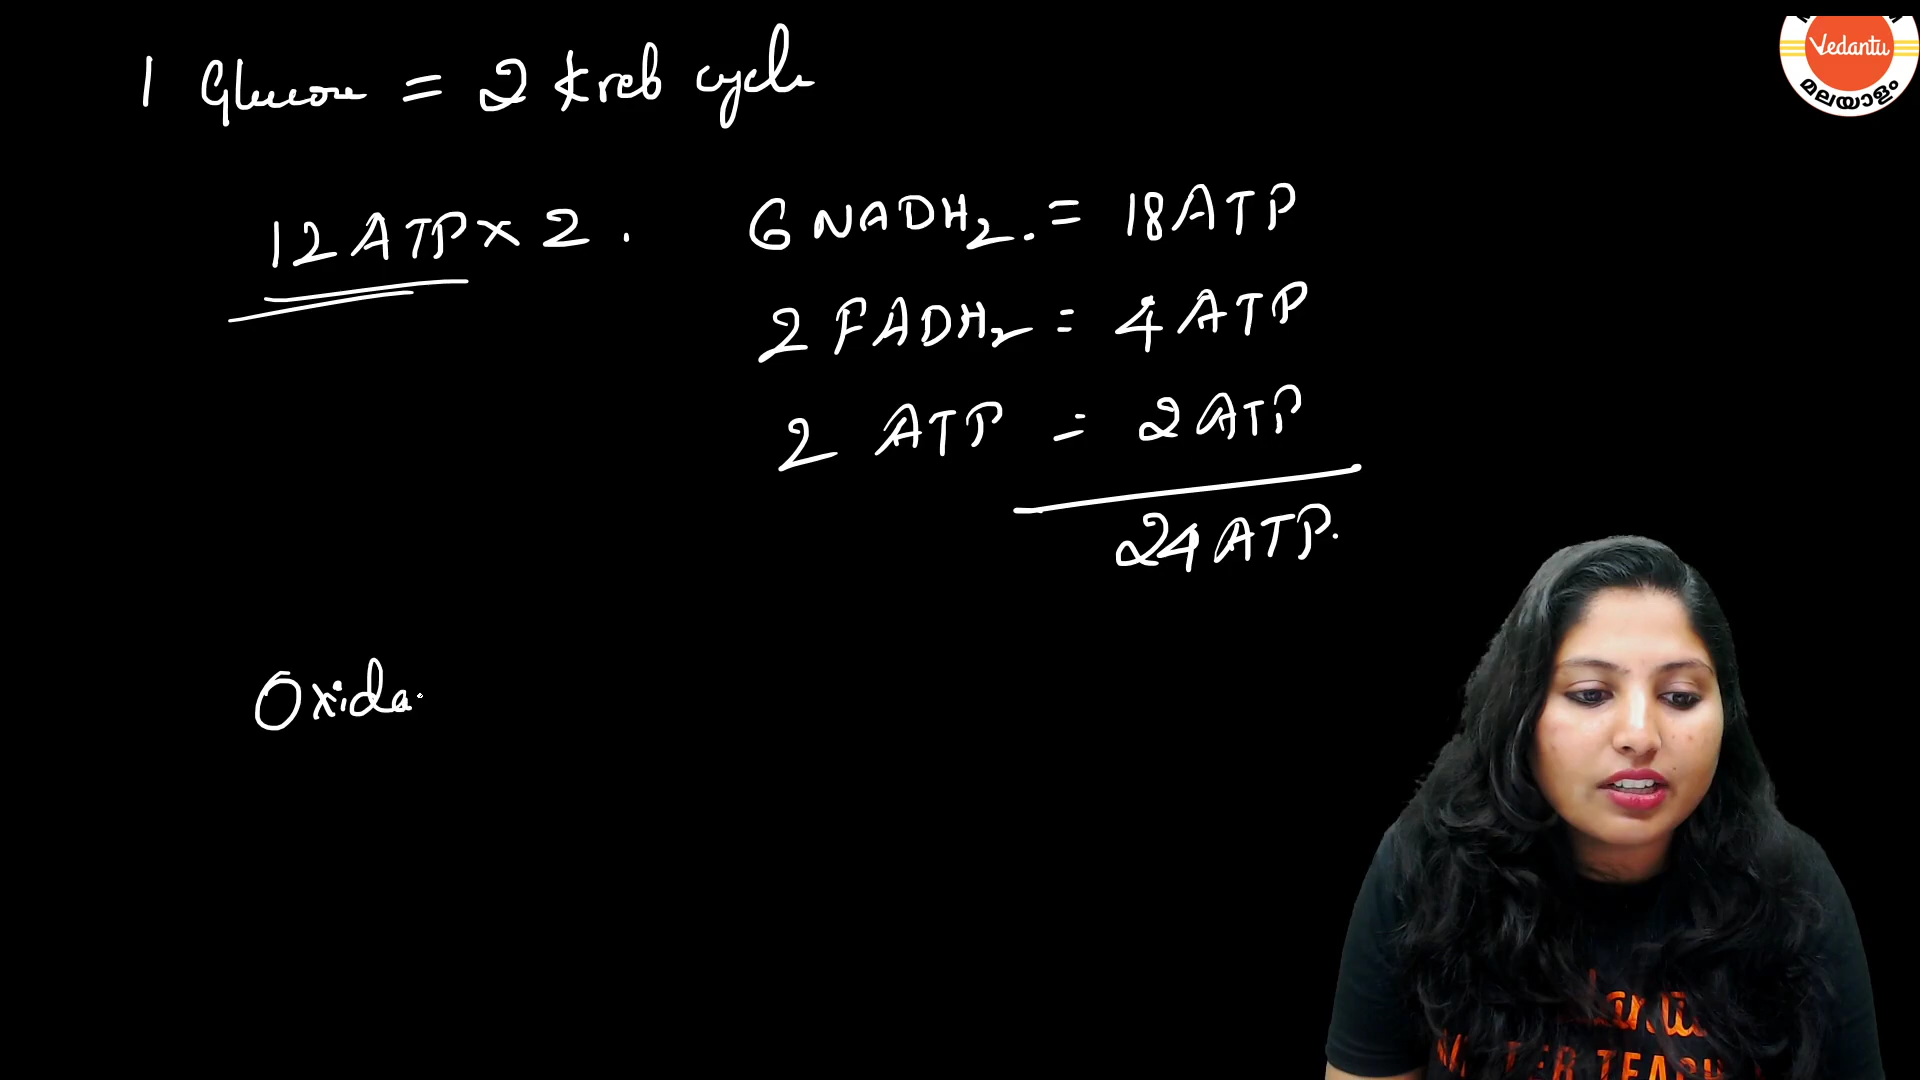 1 Glucose = 2 Kreb cycle
12 ATP × 2 .
6 NADH₂. = 18 ATP
2 FADH₂ = 4 ATP
2 ATP = 2 ATP
24 ATP.
Oxida
Vedantu
മലയാളം